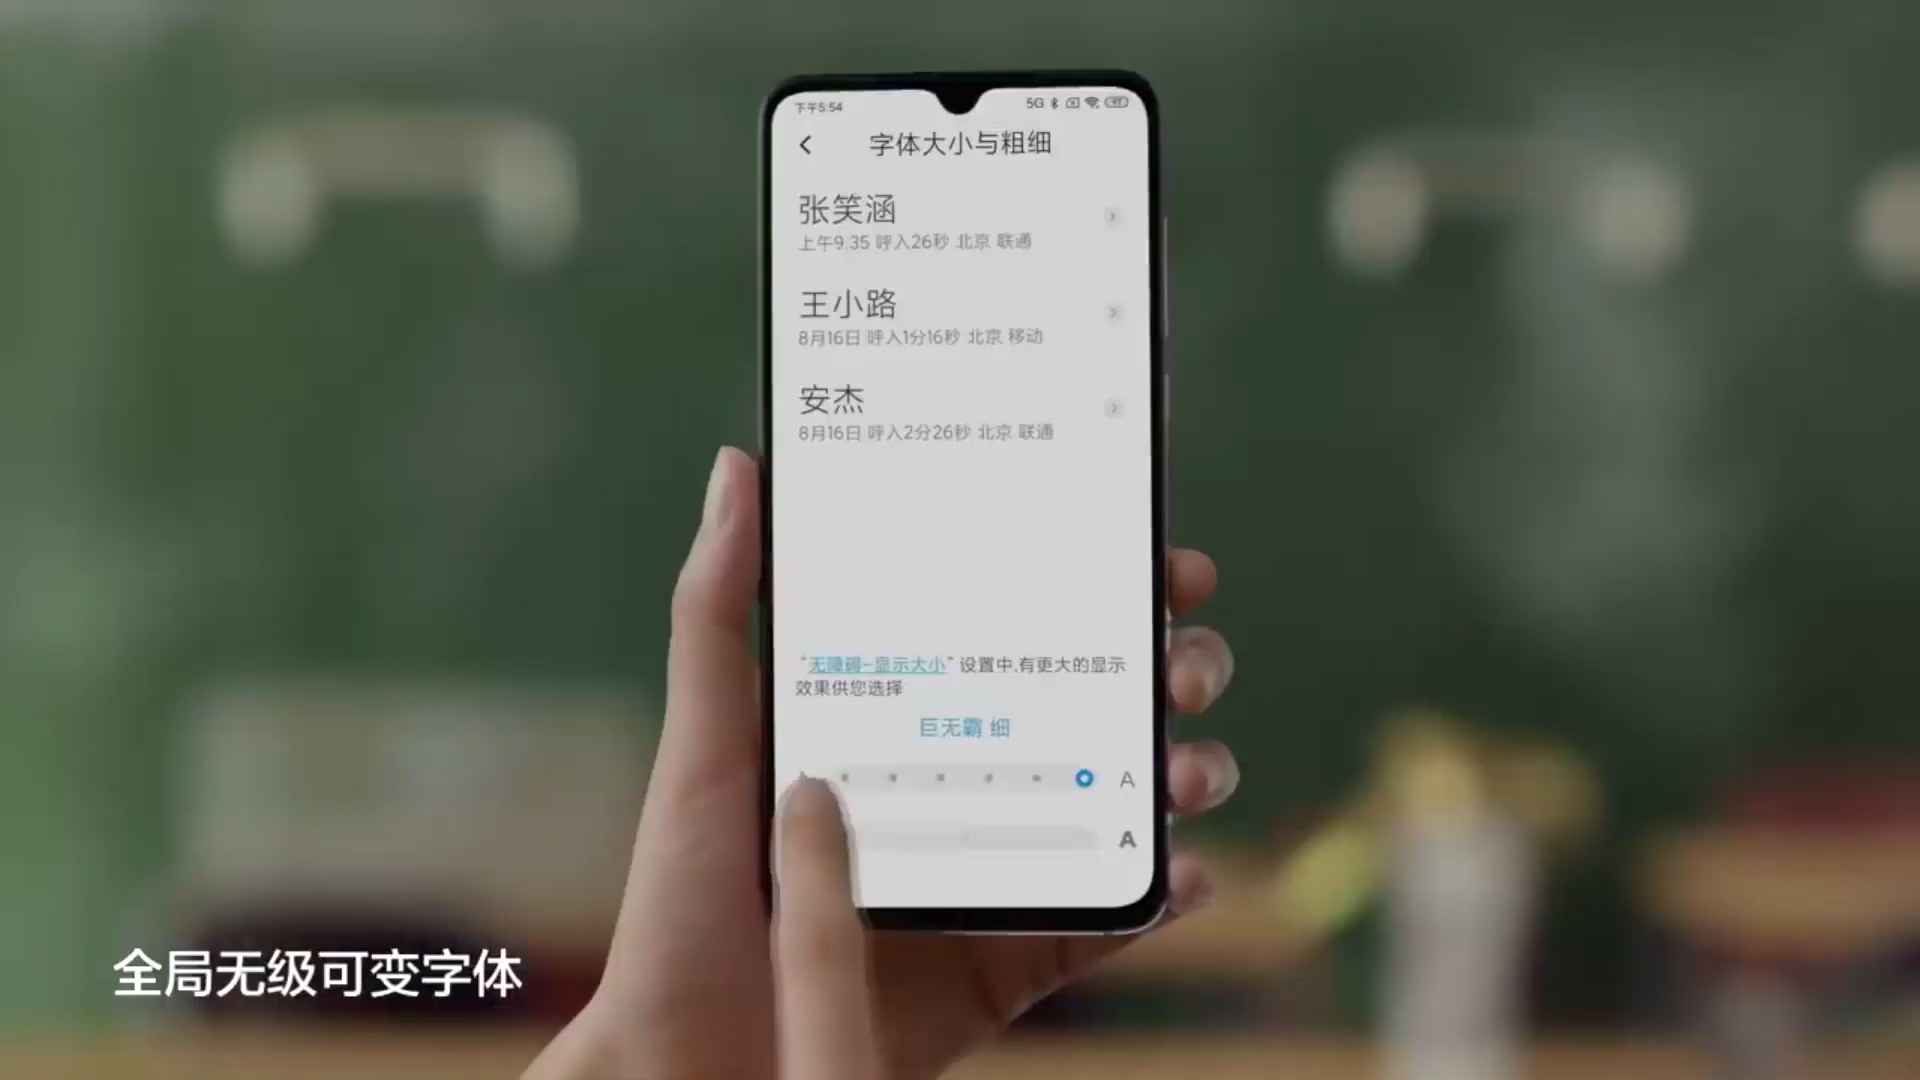 下午5:54
5G
字体大小与粗细
张笑涵
上午9:35 呼入26秒 北京 联通
王小路
8月16日 呼入1分16秒 北京 移动
安杰
8月16日 呼入2分26秒 北京 联通
“无障碍-显示大小”设置中,有更大的显示
效果供您选择
巨无霸 细
A
A
全局无级可变字体